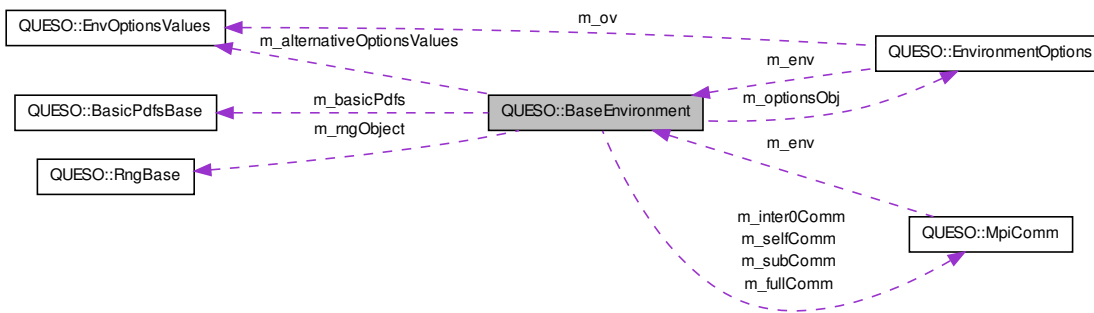 QUESO::EnvOptionsValues
m_ov
m_alternativeOptionsValues
QUESO::EnvironmentOptions
m_env
m_optionsObj
QUESO::BasicPdfsBase
m_basicPdfs
QUESO::BaseEnvironment
m_rngObject
m_env
QUESO::RngBase
m_inter0Comm
m_selfComm
m_subComm
m_fullComm
QUESO::MpiComm